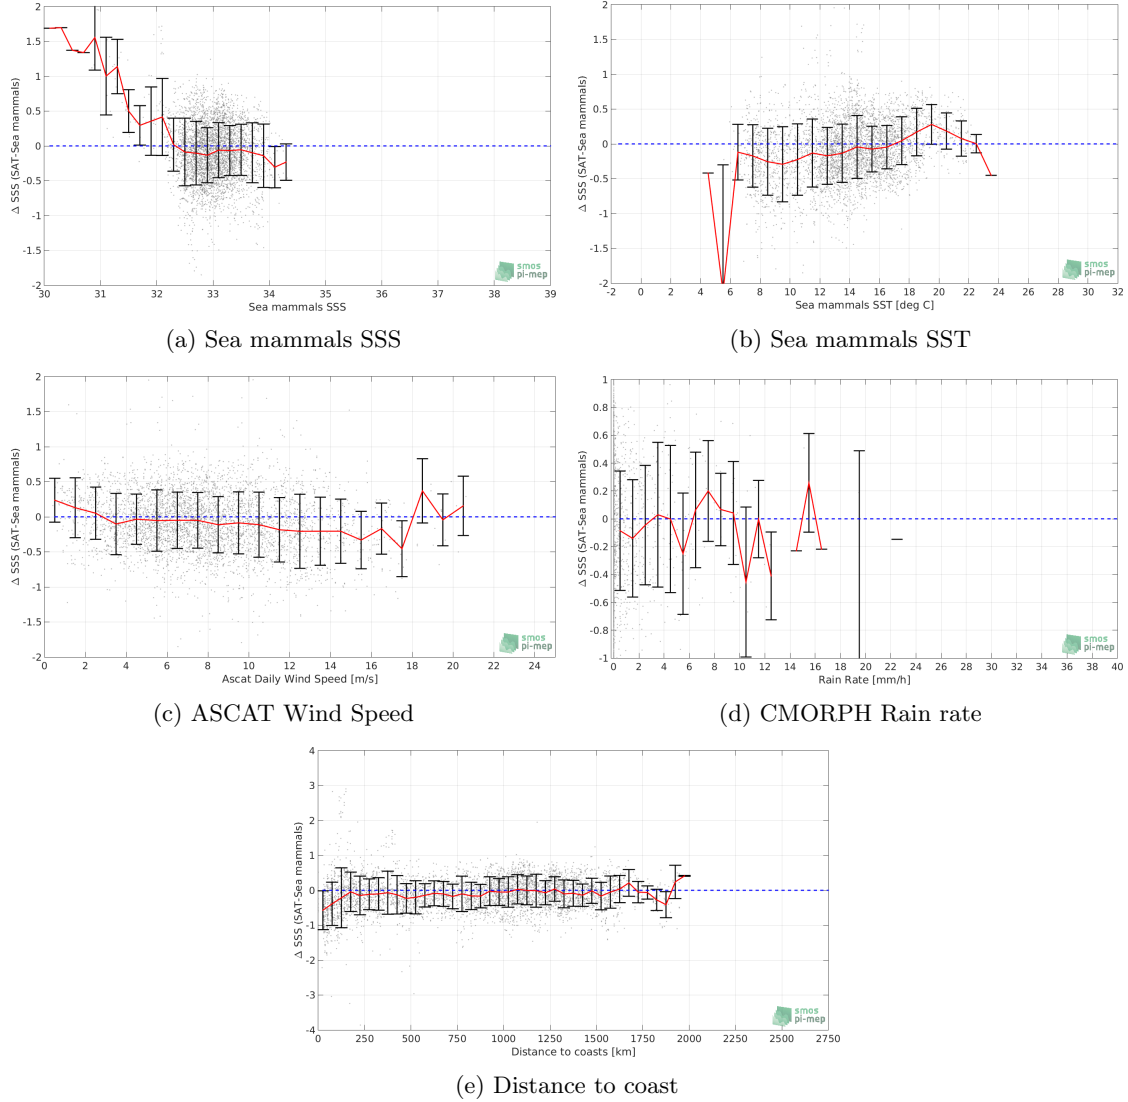 2
1.5
1
0.5
0
-0.5
-1
-1.5
-2
Δ SSS (SAT-Sea mammals)
30 31 32 33 34 35 36 37 38 39
Sea mammals SSS
smos
pi-mep
(a) Sea mammals SSS
2
1.5
1
0.5
0
-0.5
-1
-1.5
-2
Δ SSS (SAT-Sea mammals)
-2 0 2 4 6 8 10 12 14 16 18 20 22 24 26 28 30 32
Sea mammals SST [deg C]
smos
pi-mep
(b) Sea mammals SST
2
1.5
1
0.5
0
-0.5
-1
-1.5
-2
Δ SSS (SAT-Sea mammals)
0 2 4 6 8 10 12 14 16 18 20 22 24
Ascat Daily Wind Speed [m/s]
smos
pi-mep
(c) ASCAT Wind Speed
1
0.8
0.6
0.4
0.2
0
-0.2
-0.4
-0.6
-0.8
-1
Δ SSS (SAT-Sea mammals)
0 2 4 6 8 10 12 14 16 18 20 22 24 26 28 30 32 34 36 38 40
Rain Rate [mm/h]
smos
pi-mep
(d) CMORPH Rain rate
4
3
2
1
0
-1
-2
-3
-4
Δ SSS (SAT-Sea mammals)
0 250 500 750 1000 1250 1500 1750 2000 2250 2500 2750
Distance to coasts [km]
smos
pi-mep
(e) Distance to coast